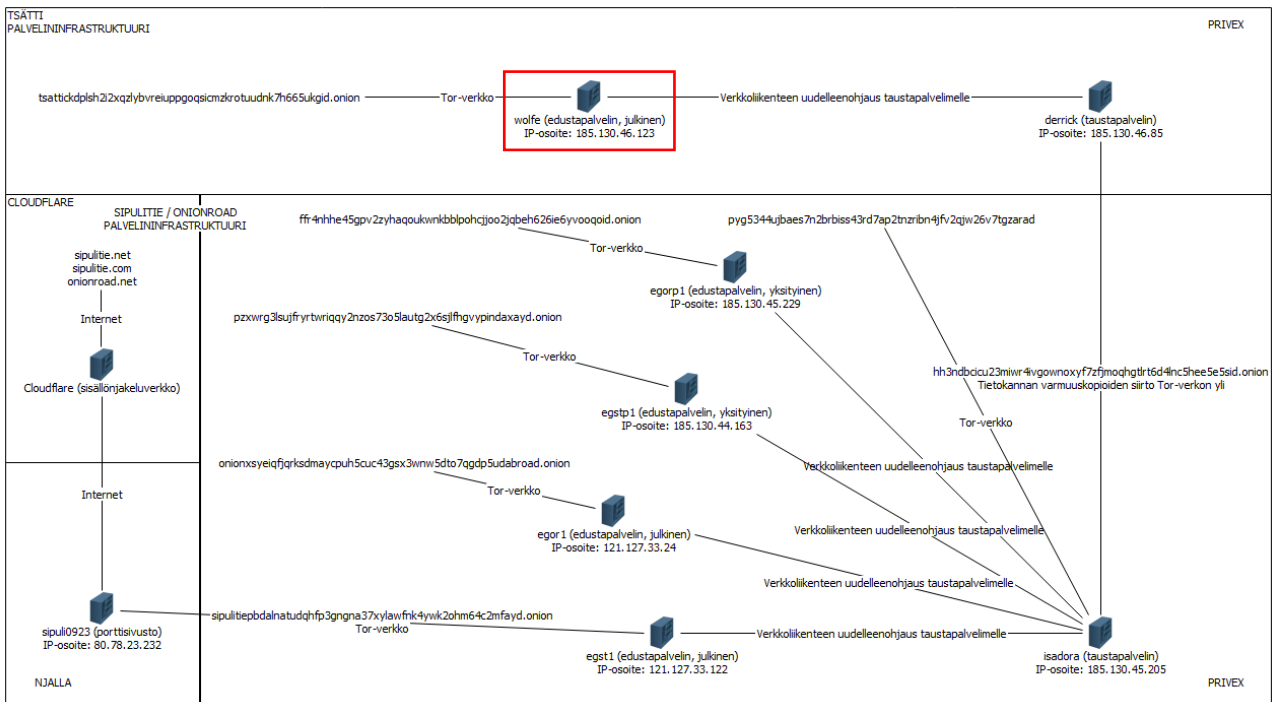 TSÄTTI
PALVELININFRASTRUKTUURI
PRIVEX
tsattickdplsh2i2xqzlybvreiuppgoqsicmzkrotuudnk7h665ukgid.onion
Tor-verkko
wolfe (edustapalvelin, julkinen)
IP-osoite: 185.130.46.123
Verkkoliikenteen uudelleenohjaus taustapalvelimelle
derrick (taustapalvelin)
IP-osoite: 185.130.46.85
CLOUDFLARE
SIPULITIE / ONIONROAD
PALVELININFRASTRUKTUURI
sipulitie.net
sipulitie.com
onionroad.net
Internet
Cloudflare (sisällönjakeluverkko)
ffr4nhhe45gpv2zyhaqoukwnkbblpohcjjoo2jqbeh626ie6yvooqoid.onion
Tor-verkko
egorp1 (edustapalvelin, yksityinen)
IP-osoite: 185.130.45.229
pyg5344ujbaes7n2brbiss43rd7ap2tnzribn4jfv2qjw26v7tgzarad
pzxwrg3lsujfryrtwriqqy2nzos73o5lautg2x6sjlfhgvypindaxayd.onion
Tor-verkko
egstp1 (edustapalvelin, yksityinen)
IP-osoite: 185.130.44.163
hh3ndbcicu23miwr4ivgownoxyf7zfjmoqhgtlrt6d4lnc5hee5e5sid.onion
Tietokannan varmuuskopioiden siirto Tor-verkon yli
Tor-verkko
Verkkoliikenteen uudelleenohjaus taustapalvelimelle
onionxsyeiqfjqrksdmaycpuh5cuc43gsx3wnw5dto7qgdp5udabroad.onion
Tor-verkko
egor1 (edustapalvelin, julkinen)
IP-osoite: 121.127.33.24
Verkkoliikenteen uudelleenohjaus taustapalvelimelle
Verkkoliikenteen uudelleenohjaus taustapalvelimelle
Internet
sipuli0923 (porttisivusto)
IP-osoite: 80.78.23.232
sipulitiepbdalnatudqhfp3gngna37xylawfnk4ywk2ohm64c2mfayd.onion
Tor-verkko
egst1 (edustapalvelin, julkinen)
IP-osoite: 121.127.33.122
Verkkoliikenteen uudelleenohjaus taustapalvelimelle
isadora (taustapalvelin)
IP-osoite: 185.130.45.205
NJALLA
PRIVEX